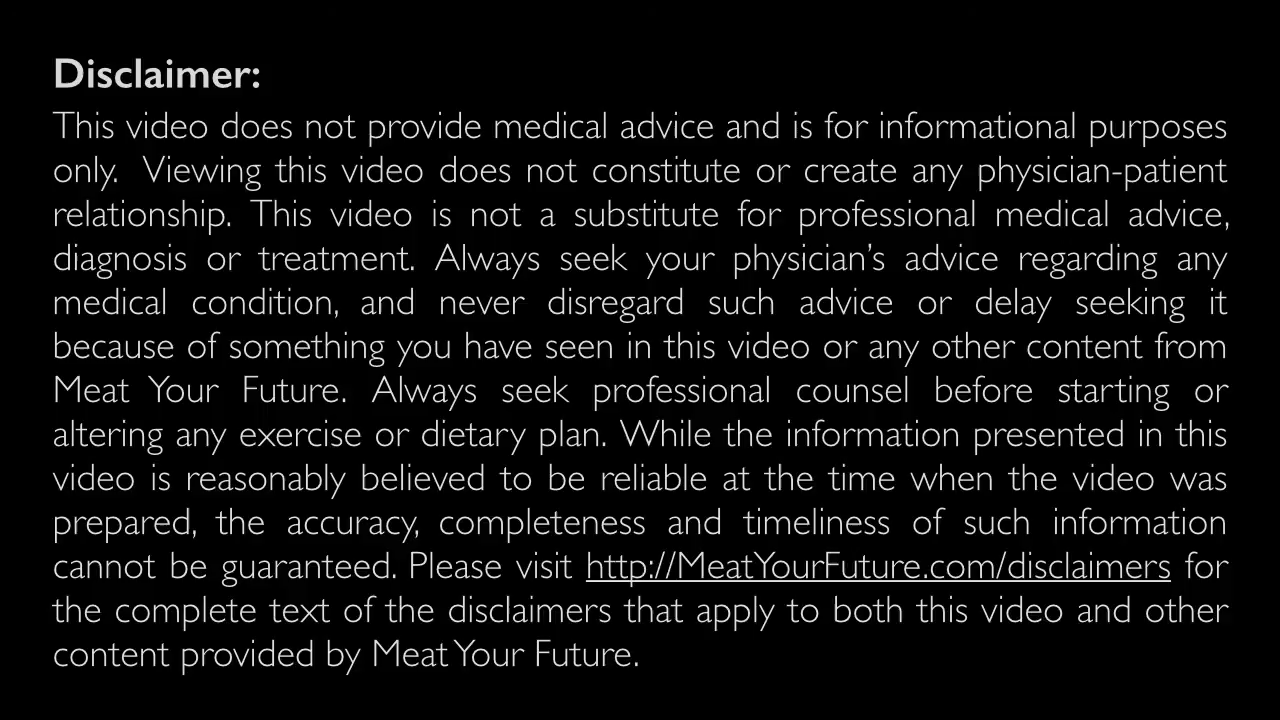 Disclaimer:
This video does not provide medical advice and is for informational purposes
only. Viewing this video does not constitute or create any physician-patient
relationship. This video is not a substitute for professional medical advice,
diagnosis or treatment. Always seek your physician’s advice regarding any
medical condition, and never disregard such advice or delay seeking it
because of something you have seen in this video or any other content from
Meat Your Future. Always seek professional counsel before starting or
altering any exercise or dietary plan. While the information presented in this
video is reasonably believed to be reliable at the time when the video was
prepared, the accuracy, completeness and timeliness of such information
cannot be guaranteed. Please visit http://MeatYourFuture.com/disclaimers for
the complete text of the disclaimers that apply to both this video and other
content provided by Meat Your Future.